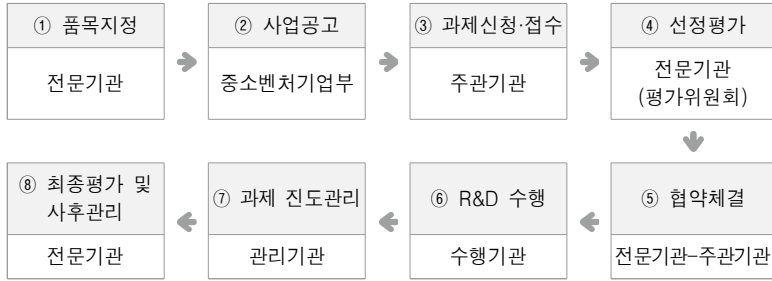 ① 품목지정
전문기관
② 사업공고
중소벤처기업부
③ 과제신청·접수
주관기관
④ 선정평가
전문기관
(평가위원회)
⑤ 협약체결
전문기관-주관기관
⑥ R&D 수행
수행기관
⑦ 과제 진도관리
관리기관
⑧ 최종평가 및
사후관리
전문기관